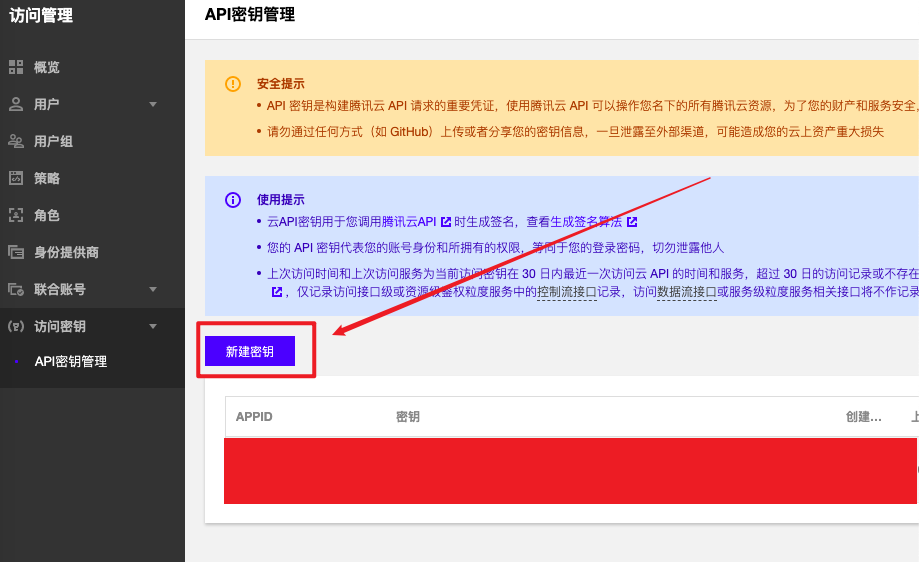 访问管理
API密钥管理
概览
用户
用户组
策略
角色
身份提供商
联合账号
访问密钥
API密钥管理
安全提示
• API 密钥是构建腾讯云 API 请求的重要凭证，使用腾讯云 API 可以操作您名下的所有腾讯云资源，为了您的财产和服务安全，
• 请勿通过任何方式（如 GitHub）上传或者分享您的密钥信息，一旦泄露至外部渠道，可能造成您的云上资产重大损失
使用提示
• 云API密钥用于您调用腾讯云API 时生成签名，查看生成签名算法
• 您的 API 密钥代表您的账号身份和所拥有的权限，等同于您的登录密码，切勿泄露他人
• 上次访问时间和上次访问服务为当前访问密钥在 30 日内最近一次访问云 API 的时间和服务，超过 30 日的访问记录或不存在
，仅记录访问接口级或资源级鉴权粒度服务中的控制流接口记录，访问数据流接口或服务级粒度服务相关接口将不作记录
新建密钥
APPID 密钥 创建... 上